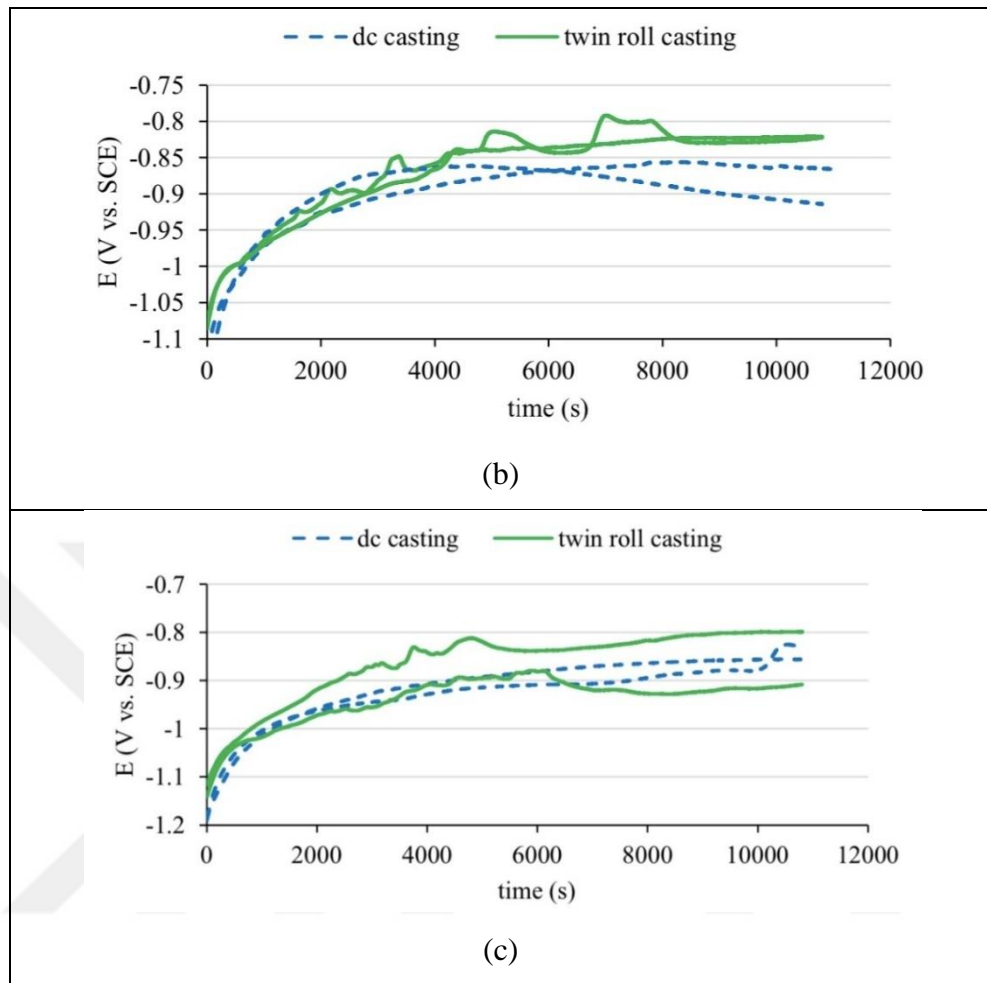 dc casting twin roll casting
-0.75
-0.8
-0.85
-0.9
-0.95
-1
-1.05
-1.1
E (V vs. SCE)
0 2000 4000 6000 8000 10000 12000
time (s)
(b)
dc casting twin roll casting
-0.7
-0.8
-0.9
-1
-1.1
-1.2
E (V vs. SCE)
0 2000 4000 6000 8000 10000 12000
time (s)
(c)